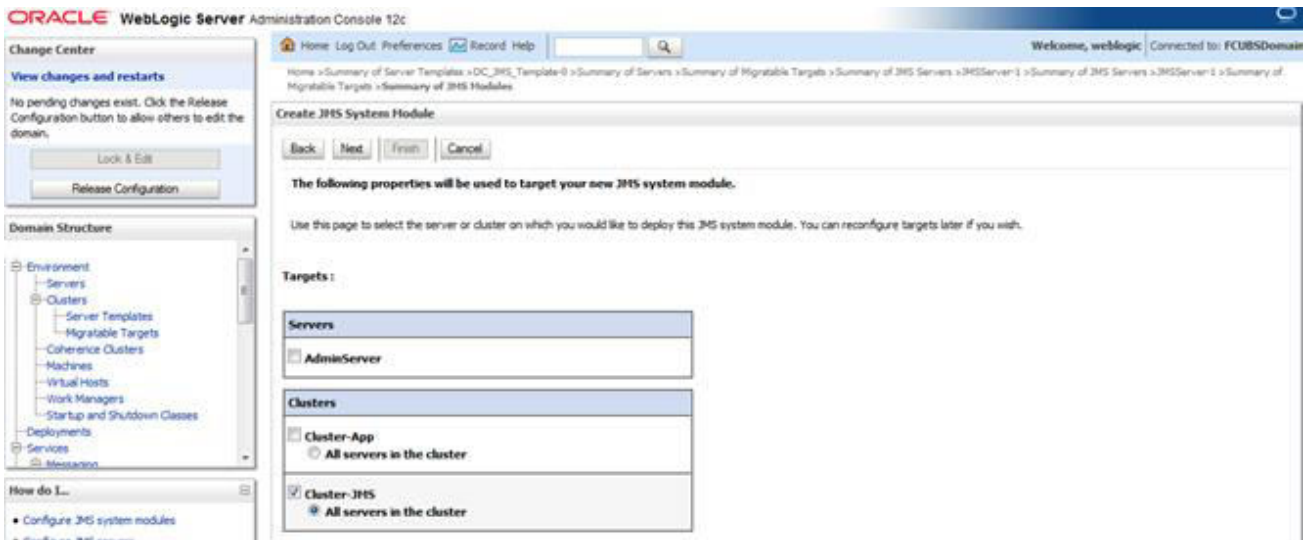 ORACLE WebLogic Server Administration Console 12c
Change Center
View changes and restarts
No pending changes exist. Click the Release
Configuration button to allow others to edit the
domain.
Lock & Edit
Release Configuration
Domain Structure
Environment
Servers
Clusters
Server Templates
Migratable Targets
Coherence Clusters
Machines
Virtual Hosts
Work Managers
Startup and Shutdown Classes
Deployments
Services
Messaging
How do I...
Configure JMS system modules
Configure JMS servers
Home Log Out Preferences Record Help
Welcome, weblogic Connected to: FCUBSDomain
Home >Summary of Server Templates >DC_JMS_Template-0 >Summary of Servers >Summary of Migratable Targets >Summary of JMS Servers >JMSServer-1 >Summary of JMS Servers >JMSServer-1 >Summary of
Migratable Targets >Summary of JMS Modules
Create JMS System Module
Back Next Finish Cancel
The following properties will be used to target your new JMS system module.
Use this page to select the server or cluster on which you would like to deploy this JMS system module. You can reconfigure targets later if you wish.
Targets :
Servers
AdminServer
Clusters
Cluster-App
All servers in the cluster
Cluster-JMS
All servers in the cluster